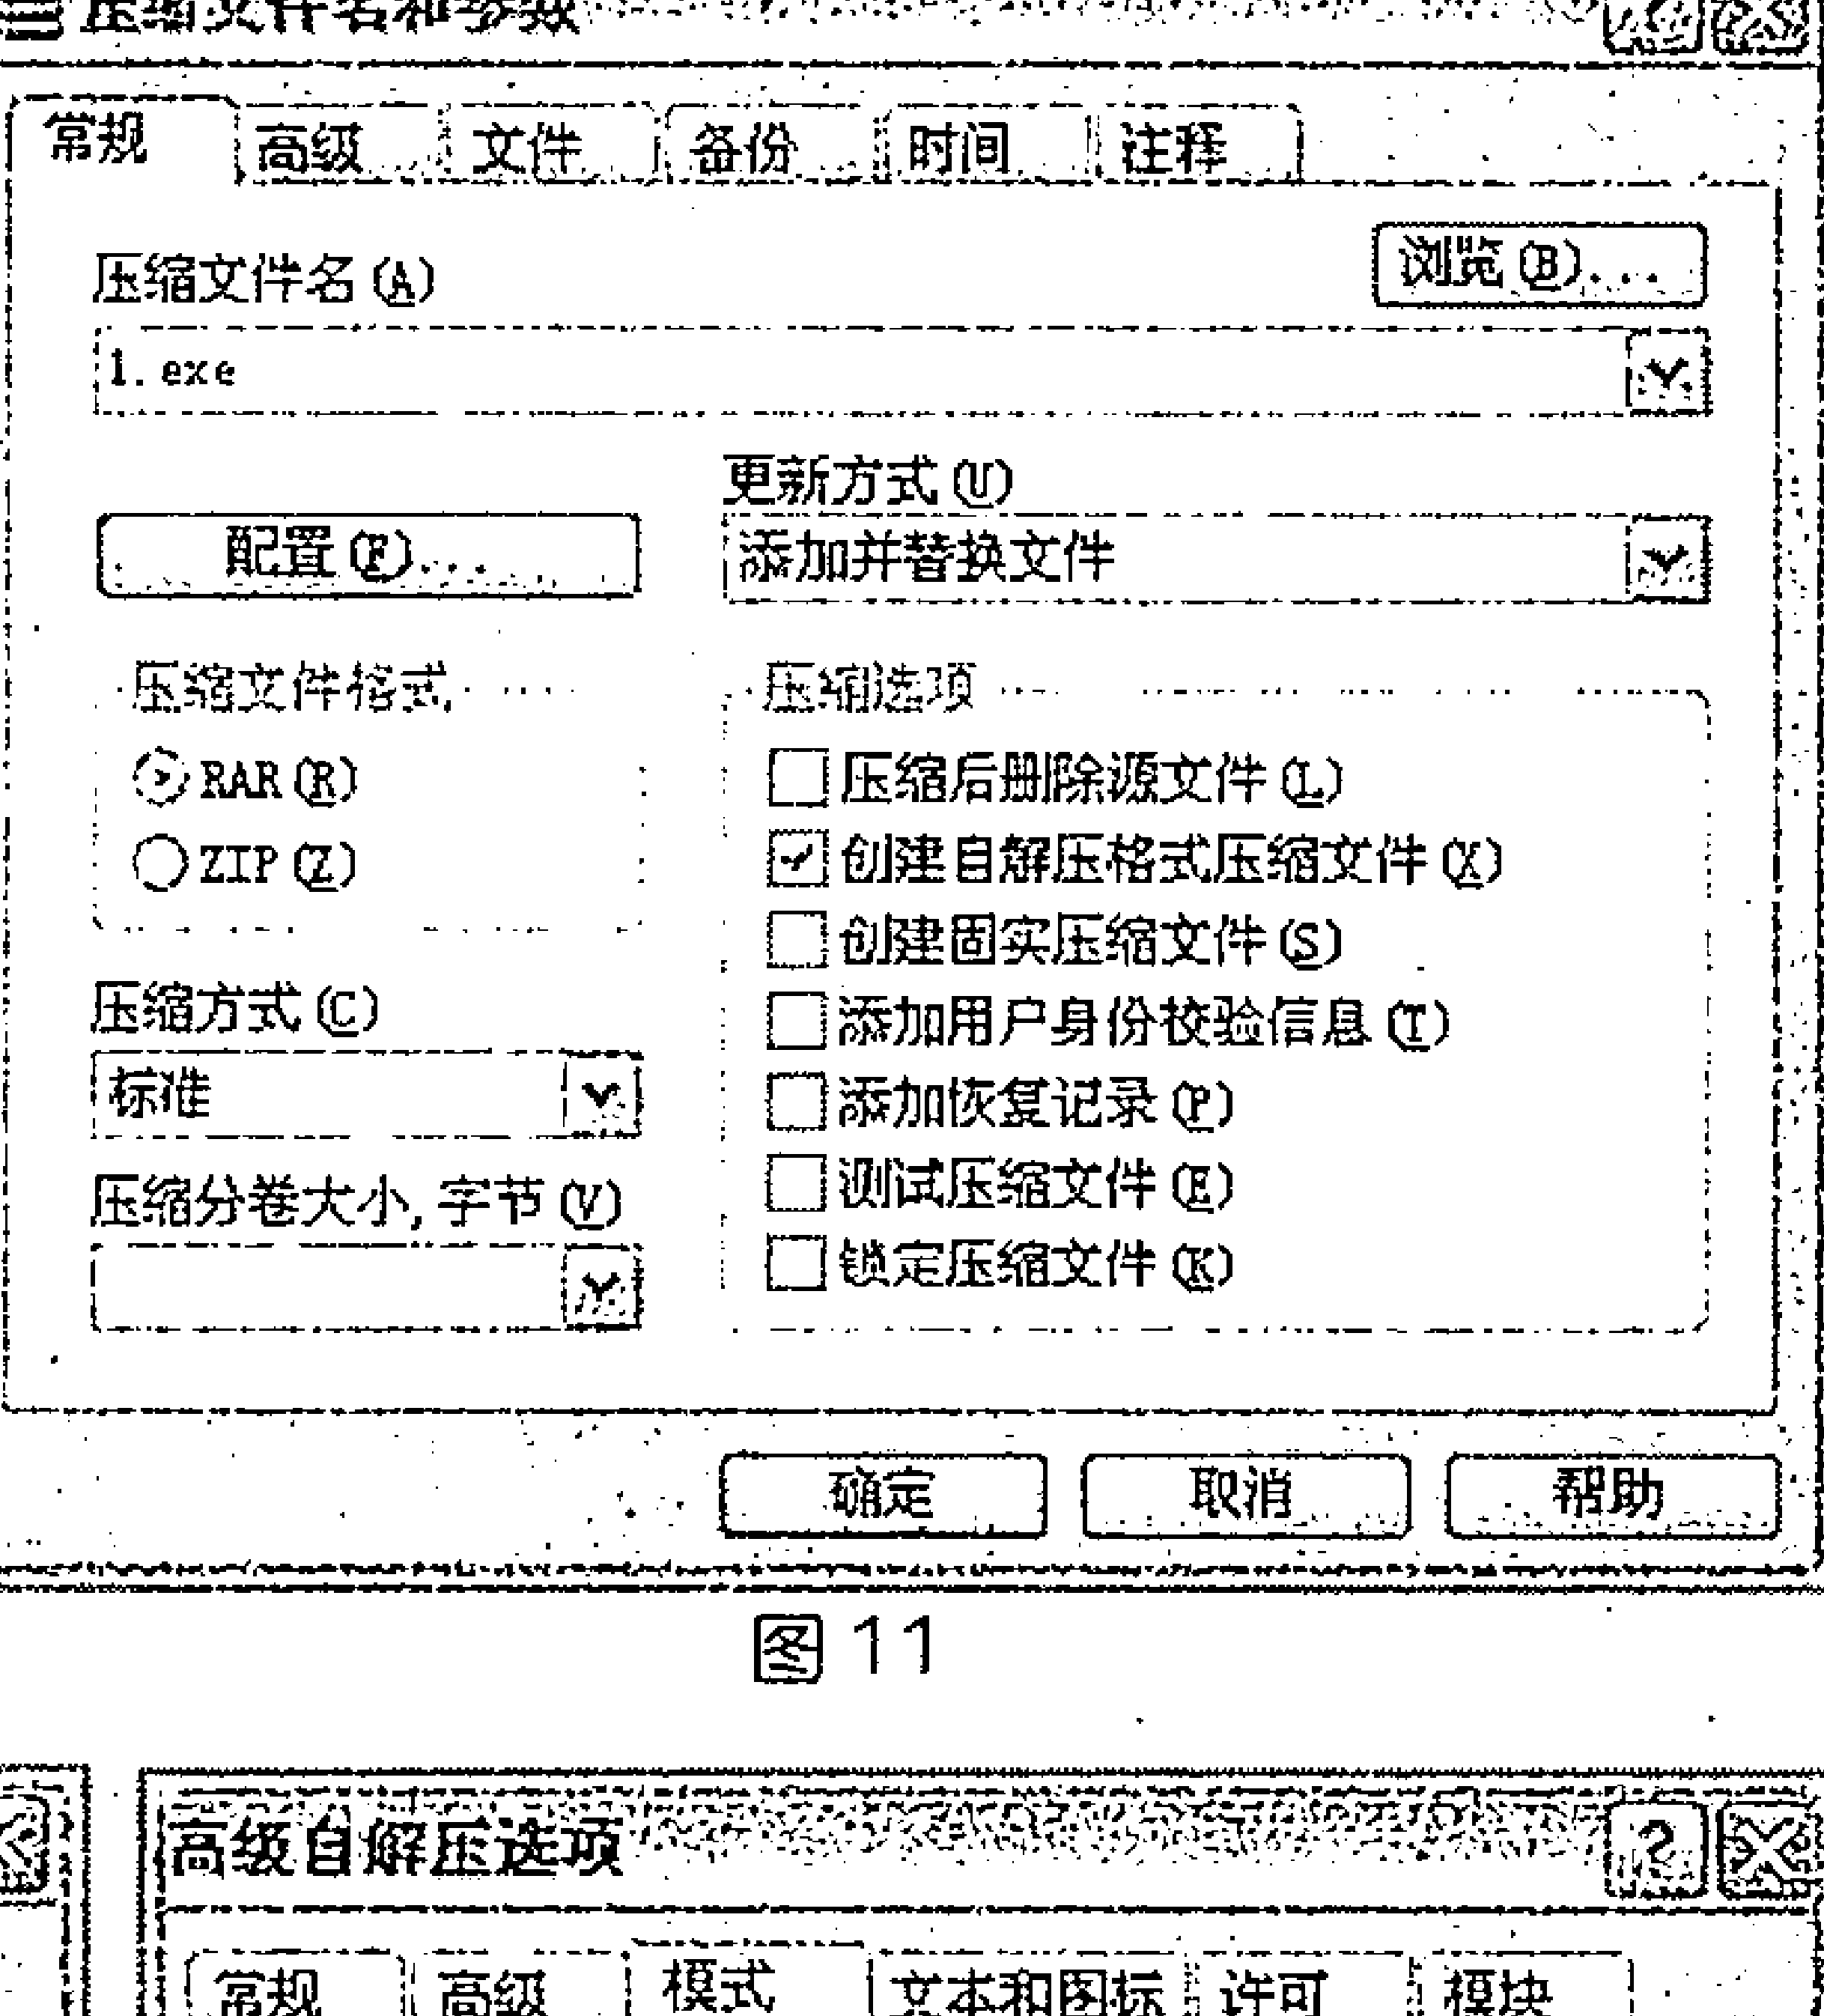 压缩文件名和参数
常规 高级 文件 备份 时间 注释
压缩文件名(A) 浏览(B)...
1.exe
更新方式(U)
配置(F)... 添加并替换文件
压缩文件格式 压缩选项
RAR(R) 压缩后删除源文件(L)
ZIP(Z) 创建自解压格式压缩文件(X)
创建固实压缩文件(S)
压缩方式(C) 添加用户身份校验信息(T)
标准 添加恢复记录(P)
压缩分卷大小,字节(V) 测试压缩文件(E)
锁定压缩文件(K)
确定 取消 帮助
图 11
高级自解压选项
常规 高级 模式 文本和图标 许可 模块